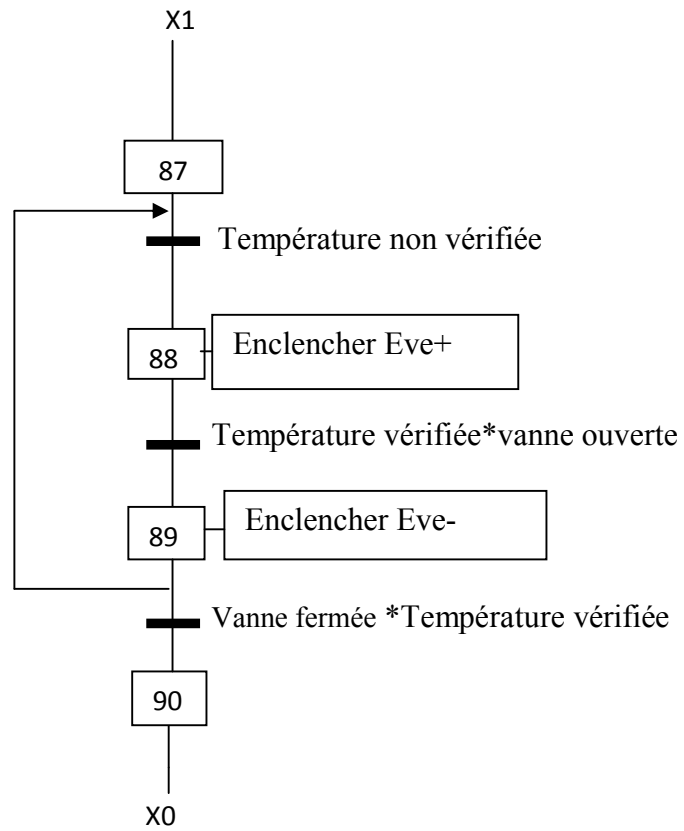 X1
87
Température non vérifiée
88
Enclencher Eve+
Température vérifiée*vanne ouverte
89
Enclencher Eve-
Vanne fermée *Température vérifiée
90
X0